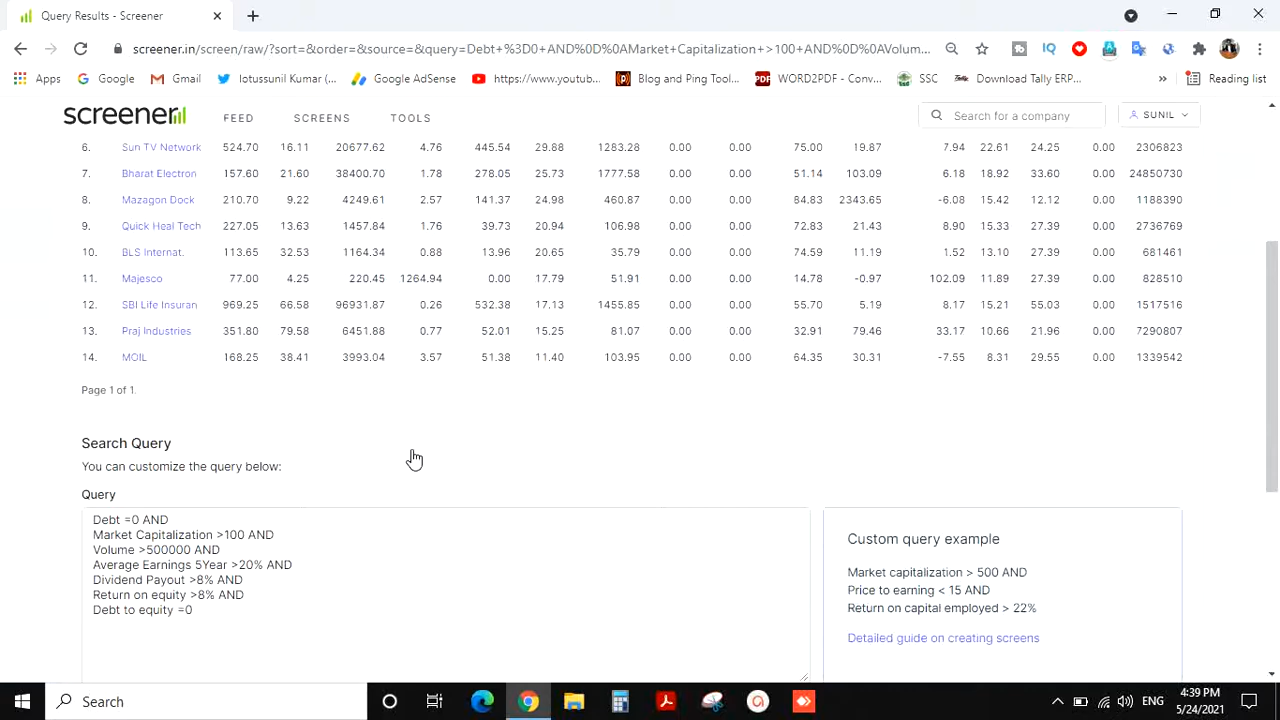 Query Results - Screener
screener.in/screen/raw/?sort=&order=&source=&query=Debt+%3D0+AND%0D%0AMarket+Capitalization+>100+AND%0D%0AVolum...
Apps
Google
Gmail
lotussunil Kumar (...
Google AdSense
https://www.youtub...
Blog and Ping Tool...
WORD2PDF - Conv...
SSC
Download Tally ERP...
»
Reading list
screener
FEED
SCREENS
TOOLS
Search for a company
SUNIL
6. Sun TV Network 524.70 16.11 20677.62 4.76 445.54 29.88 1283.28 0.00 0.00 75.00 19.87 7.94 22.61 24.25 0.00 2306823
7. Bharat Electron 157.60 21.60 38400.70 1.78 278.05 25.73 1777.58 0.00 0.00 51.14 103.09 6.18 18.92 33.60 0.00 24850730
8. Mazagon Dock 210.70 9.22 4249.61 2.57 141.37 24.98 460.87 0.00 0.00 84.83 2343.65 -6.08 15.42 12.12 0.00 1188390
9. Quick Heal Tech 227.05 13.63 1457.84 1.76 39.73 20.94 106.98 0.00 0.00 72.83 21.43 8.90 15.33 27.39 0.00 2736769
10. BLS Internat. 113.65 32.53 1164.34 0.88 13.96 20.65 35.79 0.00 0.00 74.59 11.19 1.52 13.10 27.39 0.00 681461
11. Majesco 77.00 4.25 220.45 1264.94 0.00 17.79 51.91 0.00 0.00 14.78 -0.97 102.09 11.89 27.39 0.00 828510
12. SBI Life Insuran 969.25 66.58 96931.87 0.26 532.38 17.13 1455.85 0.00 0.00 55.70 5.19 8.17 15.21 55.03 0.00 1517516
13. Praj Industries 351.80 79.58 6451.88 0.77 52.01 15.25 81.07 0.00 0.00 32.91 79.46 33.17 10.66 21.96 0.00 7290807
14. MOIL 168.25 38.41 3993.04 3.57 51.38 11.40 103.95 0.00 0.00 64.35 30.31 -7.55 8.31 29.55 0.00 1339542
Page 1 of 1.
Search Query
You can customize the query below:
Query
Debt =0 AND
Market Capitalization >100 AND
Volume >500000 AND
Average Earnings 5Year >20% AND
Dividend Payout >8% AND
Return on equity >8% AND
Debt to equity =0
Custom query example
Market capitalization > 500 AND
Price to earning < 15 AND
Return on capital employed > 22%
Detailed guide on creating screens
Search
ENG
4:39 PM
5/24/2021